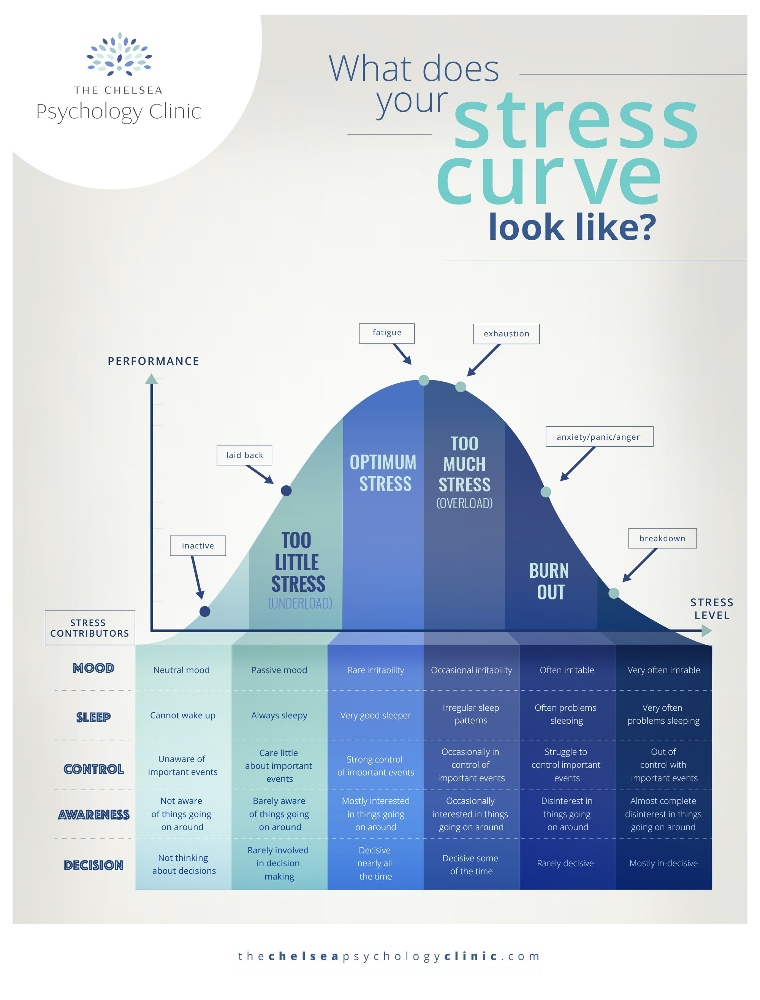 THE CHELSEA
Psychology Clinic
What does
your
stress
curve
look like?
fatigue
exhaustion
PERFORMANCE
anxiety/panic/anger
laid back
OPTIMUM
STRESS
TOO
MUCH
STRESS
(OVERLOAD)
inactive
TOO
LITTLE
STRESS
(UNDERLOAD)
breakdown
BURN
OUT
STRESS
LEVEL
STRESS
CONTRIBUTORS
MOOD
Neutral mood
Passive mood
Rare irritability
Occasional irritability
Often irritable
Very often irritable
SLEEP
Cannot wake up
Always sleepy
Very good sleeper
Irregular sleep
patterns
Often problems
sleeping
Very often
problems sleeping
CONTROL
Unaware of
important events
Care little
about important
events
Strong control
of important events
Occasionally in
control of
important events
Struggle to
control important
events
Out of
control with
important events
AWARENESS
Not aware
of things going
on around
Barely aware
of things going
on around
Mostly Interested
in things going
on around
Occasionally
interested in things
going on around
Disinterest in
things going
on around
Almost complete
disinterest in things
going on around
DECISION
Not thinking
about decisions
Rarely involved
in decision
making
Decisive
nearly all
the time
Decisive some
of the time
Rarely decisive
Mostly in-decisive
thechelseapsychologyclinic.com